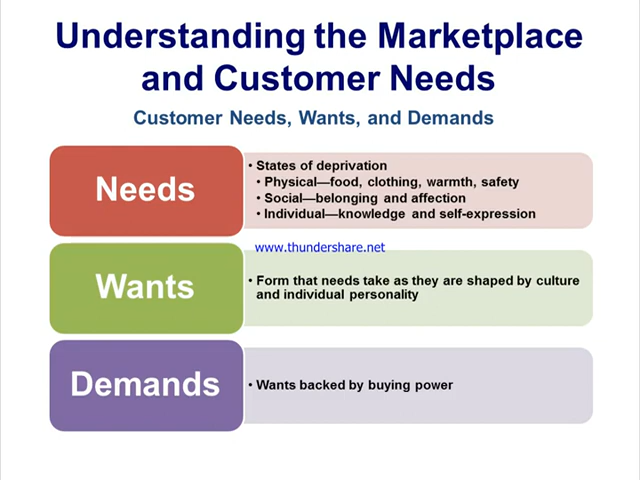 Understanding the Marketplace
and Customer Needs
Customer Needs, Wants, and Demands
Needs
• States of deprivation
• Physical—food, clothing, warmth, safety
• Social—belonging and affection
• Individual—knowledge and self-expression
www.thundershare.net
Wants
• Form that needs take as they are shaped by culture
and individual personality
Demands
• Wants backed by buying power